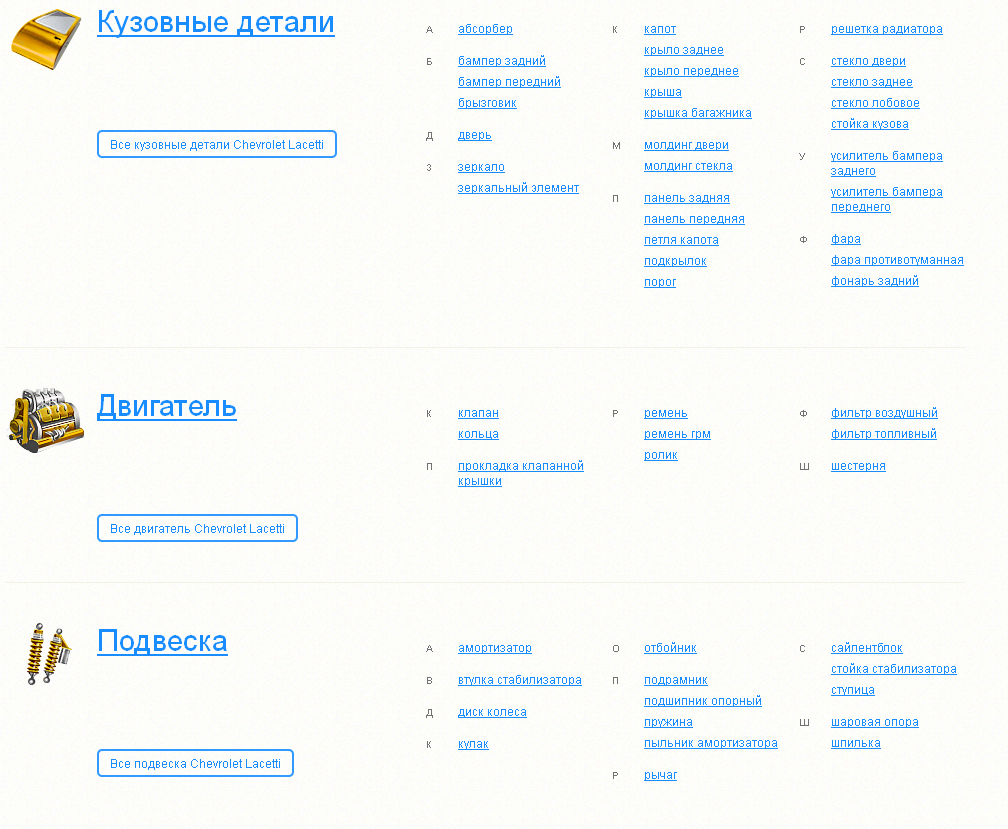 Кузовные детали
Все кузовные детали Chevrolet Lacetti
А абсорбер
Б бампер задний
бампер передний
брызговик
Д дверь
З зеркало
зеркальный элемент
К капот
крыло заднее
крыло переднее
крыша
крышка багажника
М молдинг двери
молдинг стекла
П панель задняя
панель передняя
петля капота
подкрылок
порог
Р решетка радиатора
С стекло двери
стекло заднее
стекло лобовое
стойка кузова
У усилитель бампера
заднего
усилитель бампера
переднего
Ф фара
фара противотуманная
фонарь задний
Двигатель
Все двигатель Chevrolet Lacetti
К клапан
кольца
П прокладка клапанной
крышки
Р ремень
ремень грм
ролик
Ф фильтр воздушный
фильтр топливный
Ш шестерня
Подвеска
Все подвеска Chevrolet Lacetti
А амортизатор
В втулка стабилизатора
Д диск колеса
К кулак
О отбойник
П подрамник
подшипник опорный
пружина
пыльник амортизатора
Р рычаг
С сайлентблок
стойка стабилизатора
ступица
Ш шаровая опора
шпилька